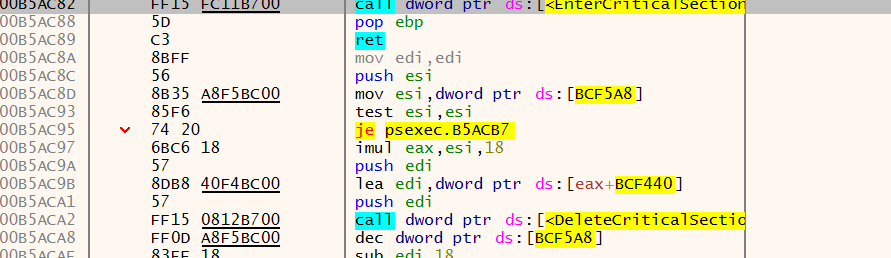 00B5AC82 FF15 FC11B700 call dword ptr ds:[<EnterCriticalSection
00B5AC88 5D pop ebp
00B5AC89 C3 ret
00B5AC8A 8BFF mov edi,edi
00B5AC8C 56 push esi
00B5AC8D 8B35 A8F5BC00 mov esi,dword ptr ds:[BCF5A8]
00B5AC93 85F6 test esi,esi
00B5AC95 74 20 je psexec.B5ACB7
00B5AC97 6BC6 18 imul eax,esi,18
00B5AC9A 57 push edi
00B5AC9B 8DB8 40F4BC00 lea edi,dword ptr ds:[eax+BCF440]
00B5ACA1 57 push edi
00B5ACA2 FF15 0812B700 call dword ptr ds:[<DeleteCriticalSectio
00B5ACA8 FF0D A8F5BC00 dec dword ptr ds:[BCF5A8]
00B5ACAE 83EF 18 sub edi,18